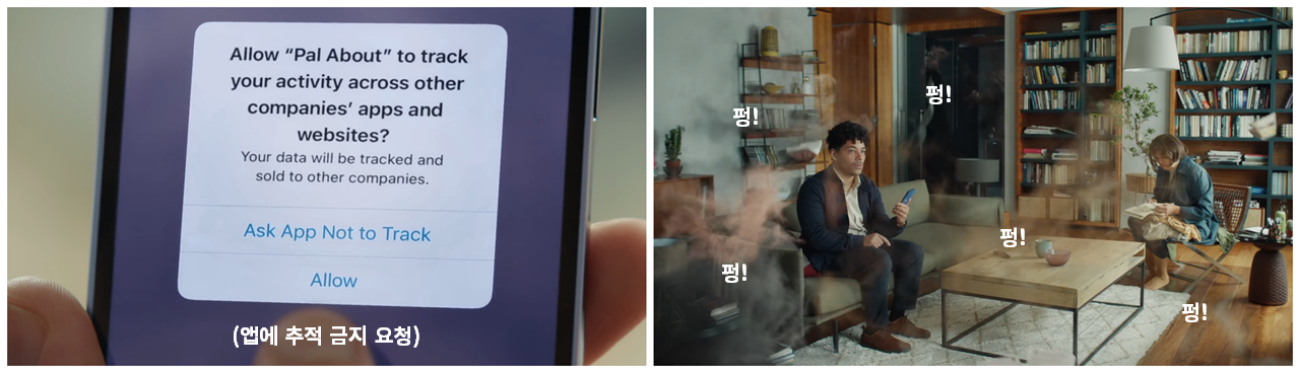 Allow “Pal About” to track
your activity across other
companies’ apps and
websites?
Your data will be tracked and
sold to other companies.
Ask App Not to Track
Allow
(앱에 추적 금지 요청)
펑!
펑!
펑!
펑!
펑!